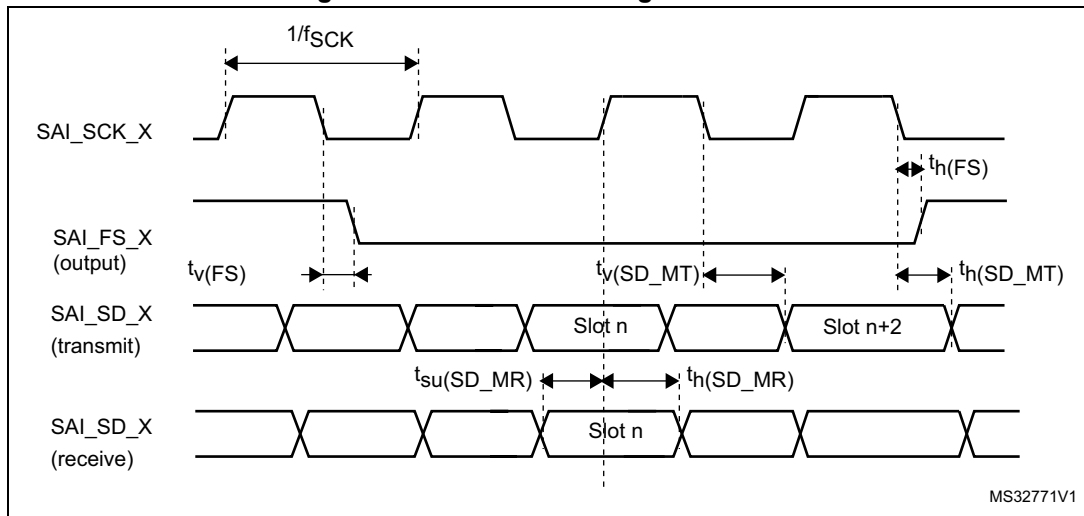 1/fSCK
SAI_SCK_X
th(FS)
SAI_FS_X
(output)
tv(FS)
tv(SD_MT)
th(SD_MT)
SAI_SD_X
(transmit)
Slot n
Slot n+2
tsu(SD_MR)
th(SD_MR)
SAI_SD_X
(receive)
Slot n
MS32771V1